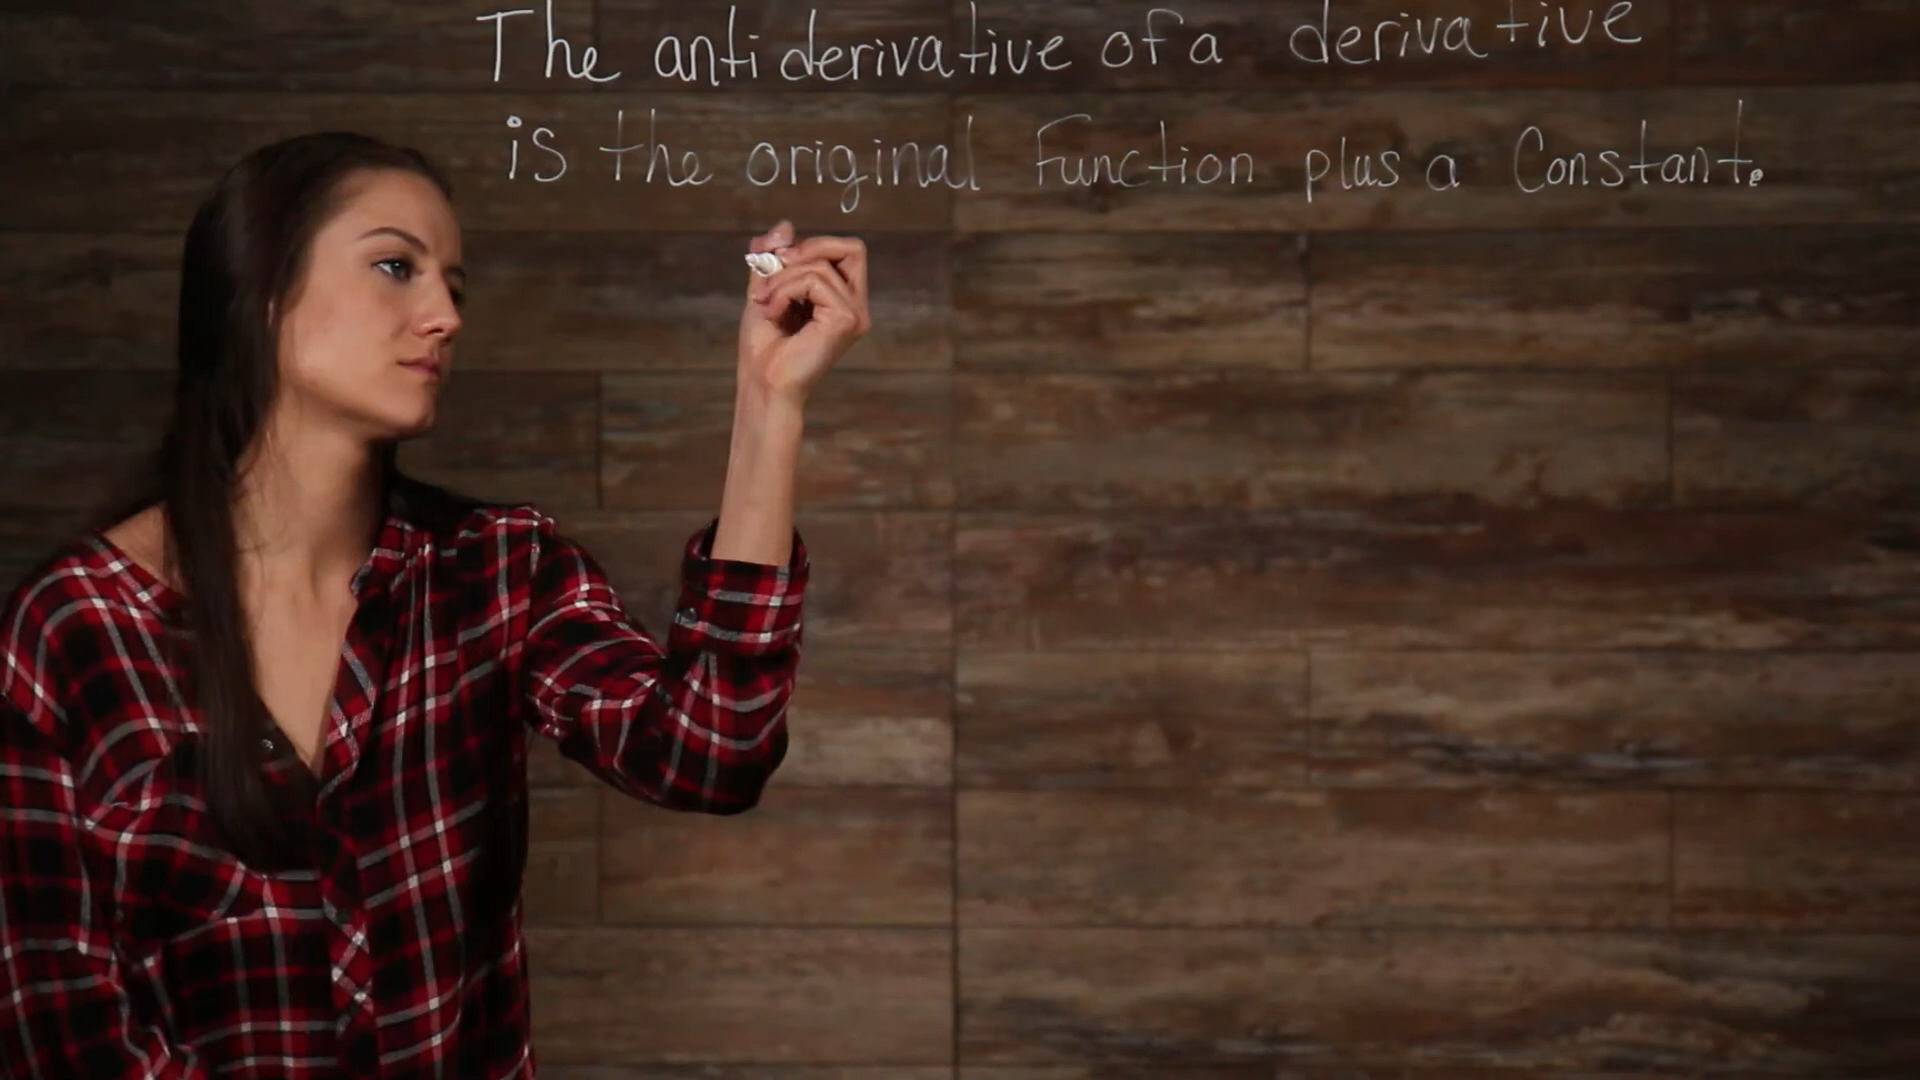 The antiderivative of a derivative
is the original Function plus a Constant.